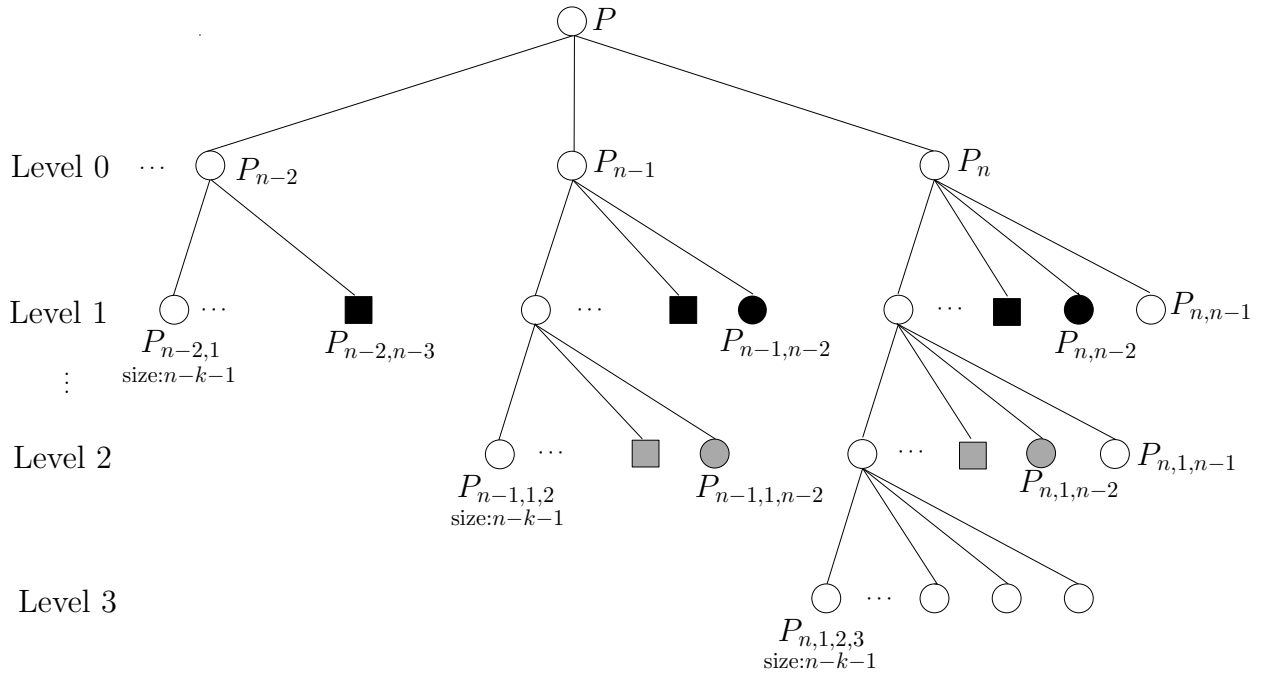 P
Level 0 ⋯ P_{n−2} P_{n−1} P_n
Level 1 ⋯ ⋯ ⋯ P_{n,n−1}
P_{n−2,1} P_{n−2,n−3} P_{n−1,n−2} P_{n,n−2}
size:n−k−1
⋮
Level 2 ⋯ ⋯ P_{n,1,n−1}
P_{n−1,1,2} P_{n−1,1,n−2} P_{n,1,n−2}
size:n−k−1
Level 3 ⋯
P_{n,1,2,3}
size:n−k−1